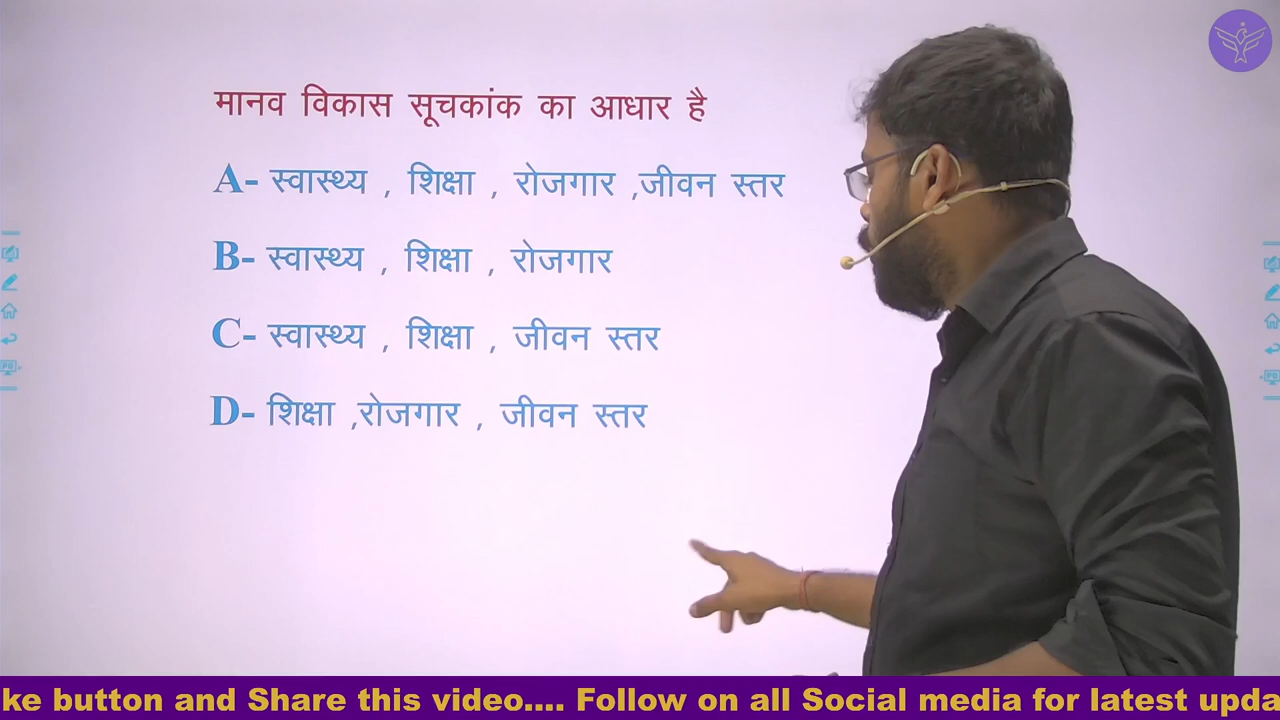 मानव विकास सूचकांक का आधार है
A- स्वास्थ्य , शिक्षा , रोजगार ,जीवन स्तर
B- स्वास्थ्य , शिक्षा , रोजगार
C- स्वास्थ्य , शिक्षा , जीवन स्तर
D- शिक्षा ,रोजगार , जीवन स्तर
ke button and Share this video.... Follow on all Social media for latest upda